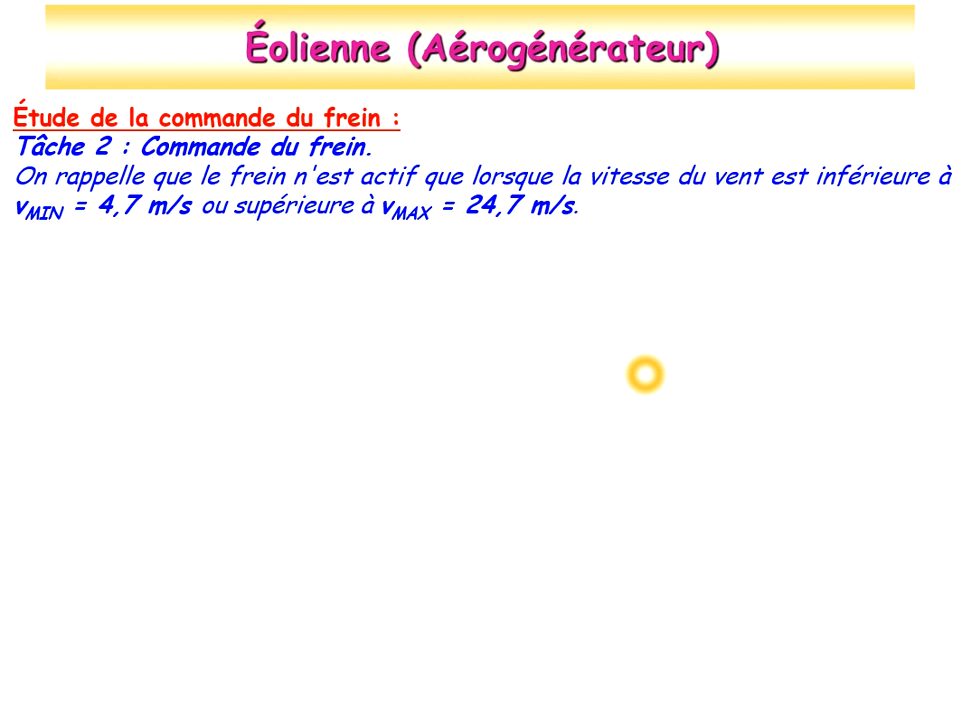 Éolienne (Aérogénérateur)
Étude de la commande du frein :
Tâche 2 : Commande du frein.
On rappelle que le frein n'est actif que lorsque la vitesse du vent est inférieure à
vMIN = 4,7 m/s ou supérieure à vMAX = 24,7 m/s.